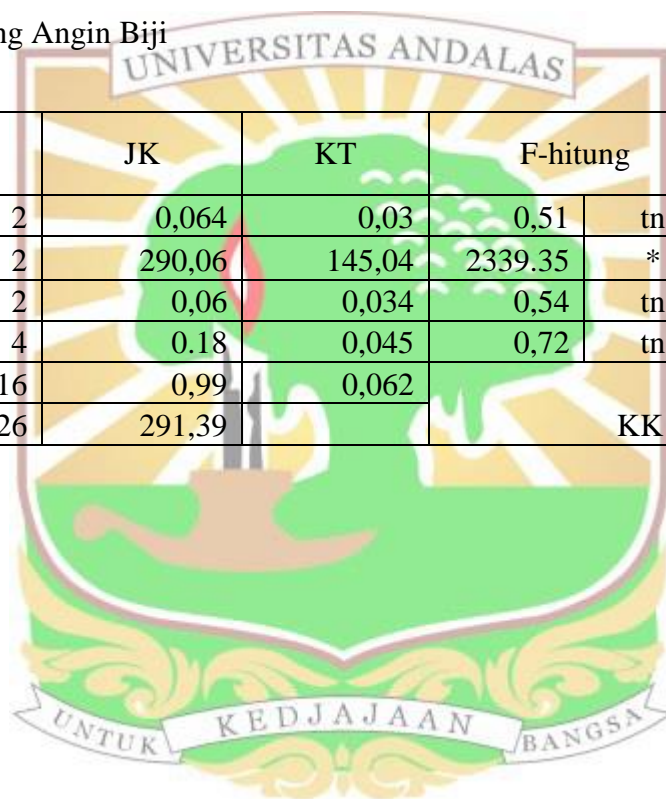 ng Angin Biji
UNIVERSITAS ANDALAS
JK KT F-hitung
2 0,064 0,03 0,51 tn
2 290,06 145,04 2339.35 *
2 0,06 0,034 0,54 tn
4 0.18 0,045 0,72 tn
16 0,99 0,062
26 291,39 KK
UNTUK KEDJAJAAN BANGSA